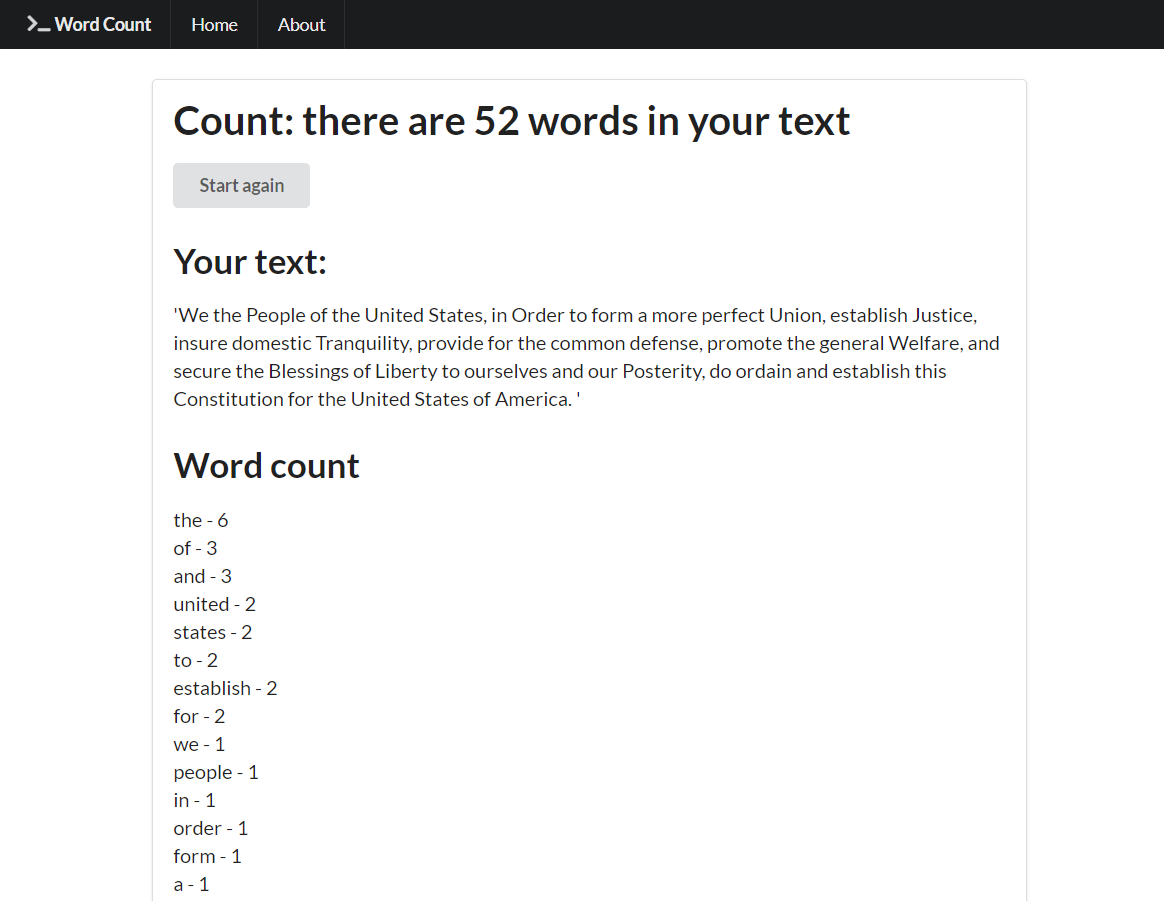 Word Count Home About
Count: there are 52 words in your text
Start again
Your text:
'We the People of the United States, in Order to form a more perfect Union, establish Justice,
insure domestic Tranquility, provide for the common defense, promote the general Welfare, and
secure the Blessings of Liberty to ourselves and our Posterity, do ordain and establish this
Constitution for the United States of America. '
Word count
the - 6
of - 3
and - 3
united - 2
states - 2
to - 2
establish - 2
for - 2
we - 1
people - 1
in - 1
order - 1
form - 1
a - 1